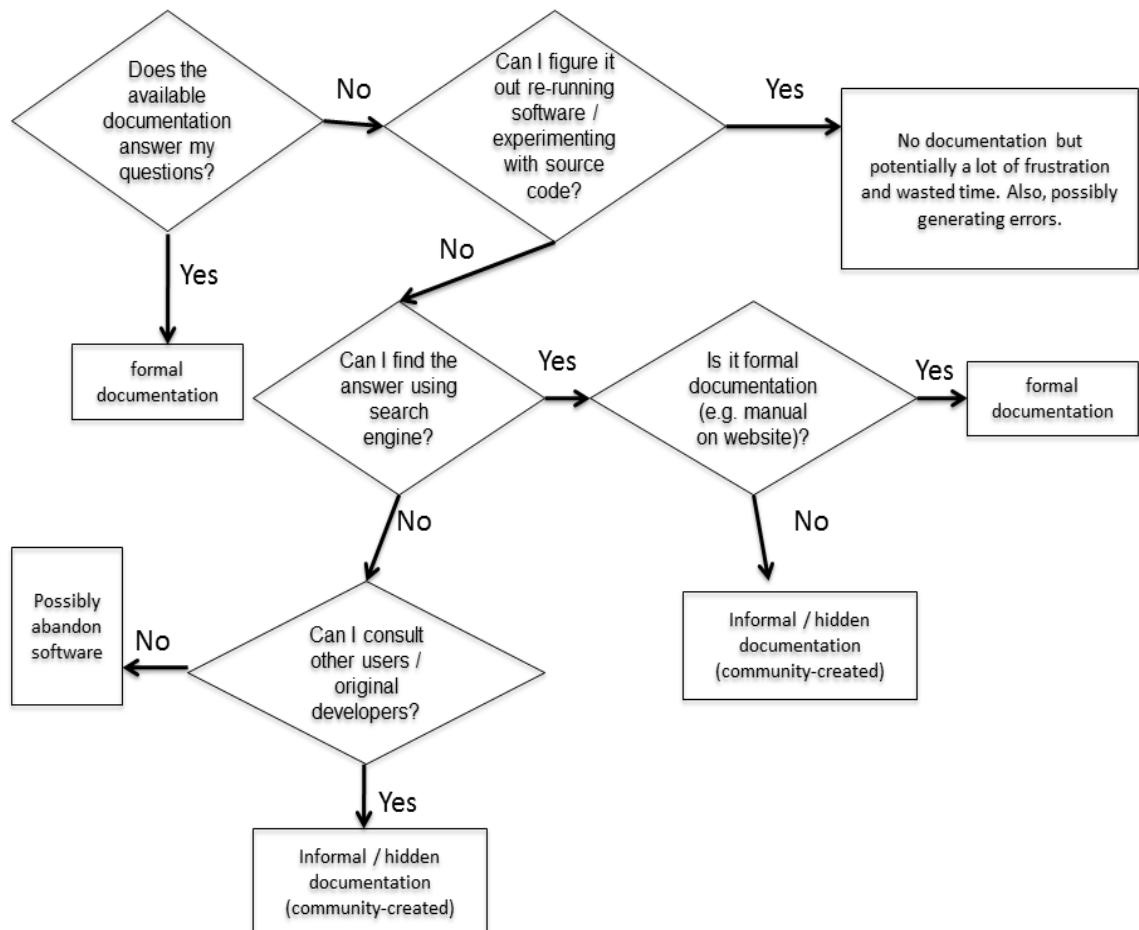 Does the
available
documentation
answer my
questions?
No
Can I figure it
out re-running
software /
experimenting
with source
code?
Yes
No documentation but
potentially a lot of frustration
and wasted time. Also, possibly
generating errors.
Yes
No
formal
documentation
Can I find the
answer using
search
engine?
Yes
Is it formal
documentation
(e.g. manual
on website)?
Yes
formal
documentation
No
No
Possibly
abandon
software
No
Can I consult
other users /
original
developers?
Informal / hidden
documentation
(community-created)
Yes
Informal / hidden
documentation
(community-created)